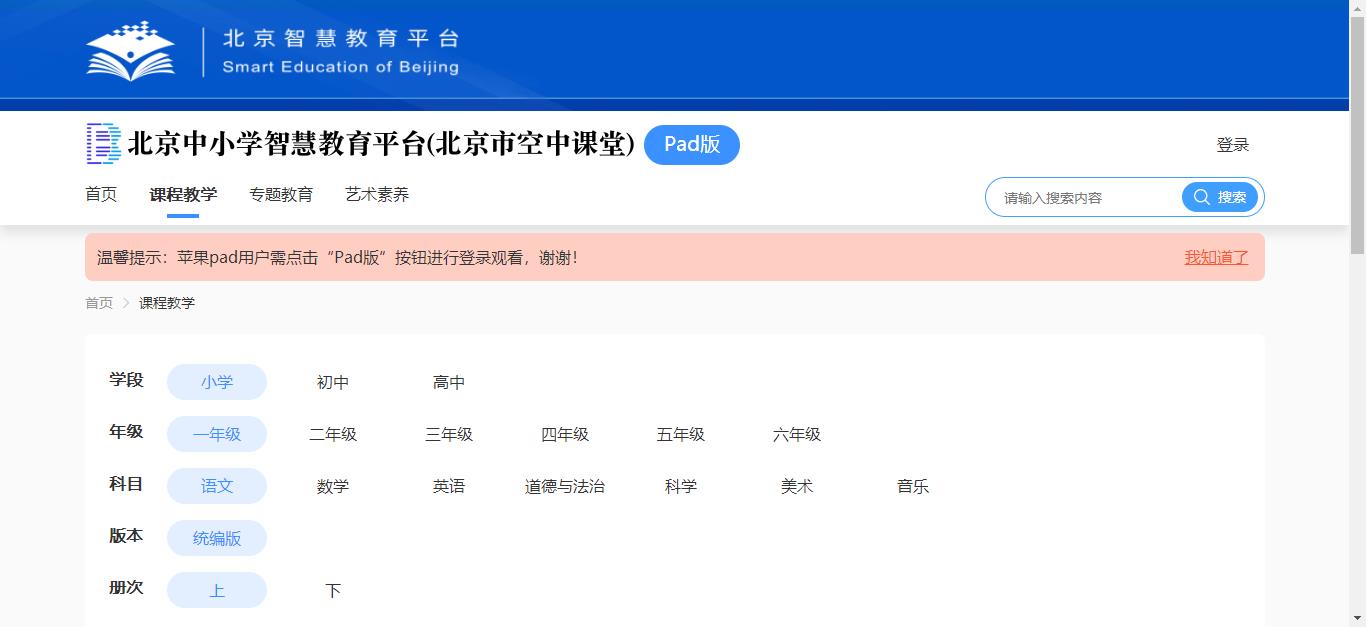 北京智慧教育平台
Smart Education of Beijing
北京中小学智慧教育平台(北京市空中课堂) Pad版 登录
首页 课程教学 专题教育 艺术素养 请输入搜索内容 搜索
温馨提示：苹果pad用户需点击“Pad版”按钮进行登录观看，谢谢！ 我知道了
首页 > 课程教学
学段 小学 初中 高中
年级 一年级 二年级 三年级 四年级 五年级 六年级
科目 语文 数学 英语 道德与法治 科学 美术 音乐
版本 统编版
册次 上 下